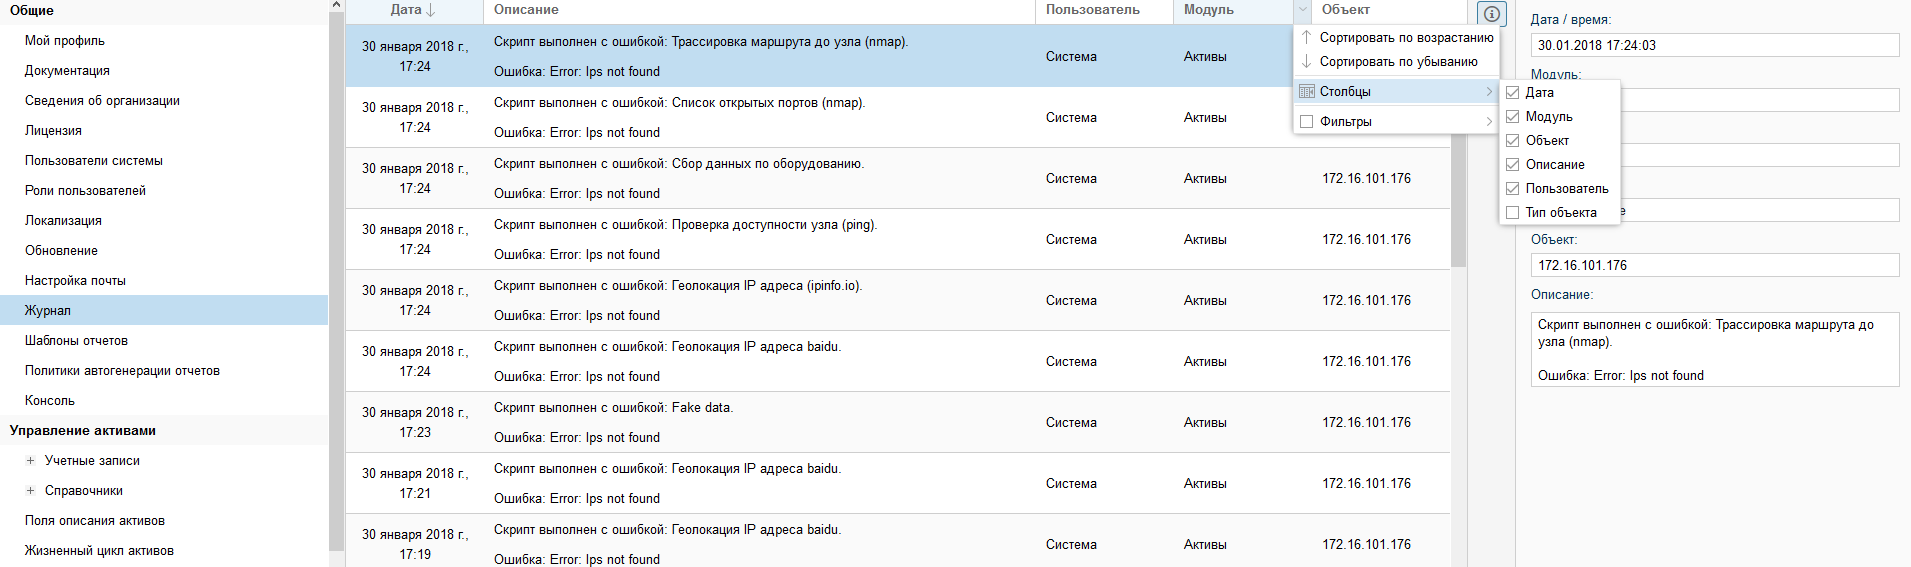 Общие
Мой профиль
Документация
Сведения об организации
Лицензия
Пользователи системы
Роли пользователей
Локализация
Обновление
Настройка почты
Журнал
Шаблоны отчетов
Политики автогенерации отчетов
Консоль
Управление активами
Учетные записи
Справочники
Поля описания активов
Жизненный цикл активов
Дата Описание Пользователь Модуль Объект
30 января 2018 г., 17:24 Скрипт выполнен с ошибкой: Трассировка маршрута до узла (nmap). Система Активы
Ошибка: Error: Ips not found
30 января 2018 г., 17:24 Скрипт выполнен с ошибкой: Список открытых портов (nmap). Система Активы
Ошибка: Error: Ips not found
30 января 2018 г., 17:24 Скрипт выполнен с ошибкой: Сбор данных по оборудованию. Система Активы 172.16.101.176
Ошибка: Error: Ips not found
30 января 2018 г., 17:24 Скрипт выполнен с ошибкой: Проверка доступности узла (ping). Система Активы 172.16.101.176
Ошибка: Error: Ips not found
30 января 2018 г., 17:24 Скрипт выполнен с ошибкой: Геолокация IP адреса (ipinfo.io). Система Активы 172.16.101.176
Ошибка: Error: Ips not found
30 января 2018 г., 17:24 Скрипт выполнен с ошибкой: Геолокация IP адреса baidu. Система Активы 172.16.101.176
Ошибка: Error: Ips not found
30 января 2018 г., 17:23 Скрипт выполнен с ошибкой: Fake data. Система Активы 172.16.101.176
Ошибка: Error: Ips not found
30 января 2018 г., 17:21 Скрипт выполнен с ошибкой: Геолокация IP адреса baidu. Система Активы 172.16.101.176
Ошибка: Error: Ips not found
30 января 2018 г., 17:19 Скрипт выполнен с ошибкой: Геолокация IP адреса baidu. Система Активы 172.16.101.176
Ошибка: Error: Ips not found
Сортировать по возрастанию
Сортировать по убыванию
Столбцы
Фильтры
Дата
Модуль
Объект
Описание
Пользователь
Тип объекта
Дата / время:
30.01.2018 17:24:03
Модуль:
Объект:
172.16.101.176
Описание:
Скрипт выполнен с ошибкой: Трассировка маршрута до
узла (nmap).
Ошибка: Error: Ips not found